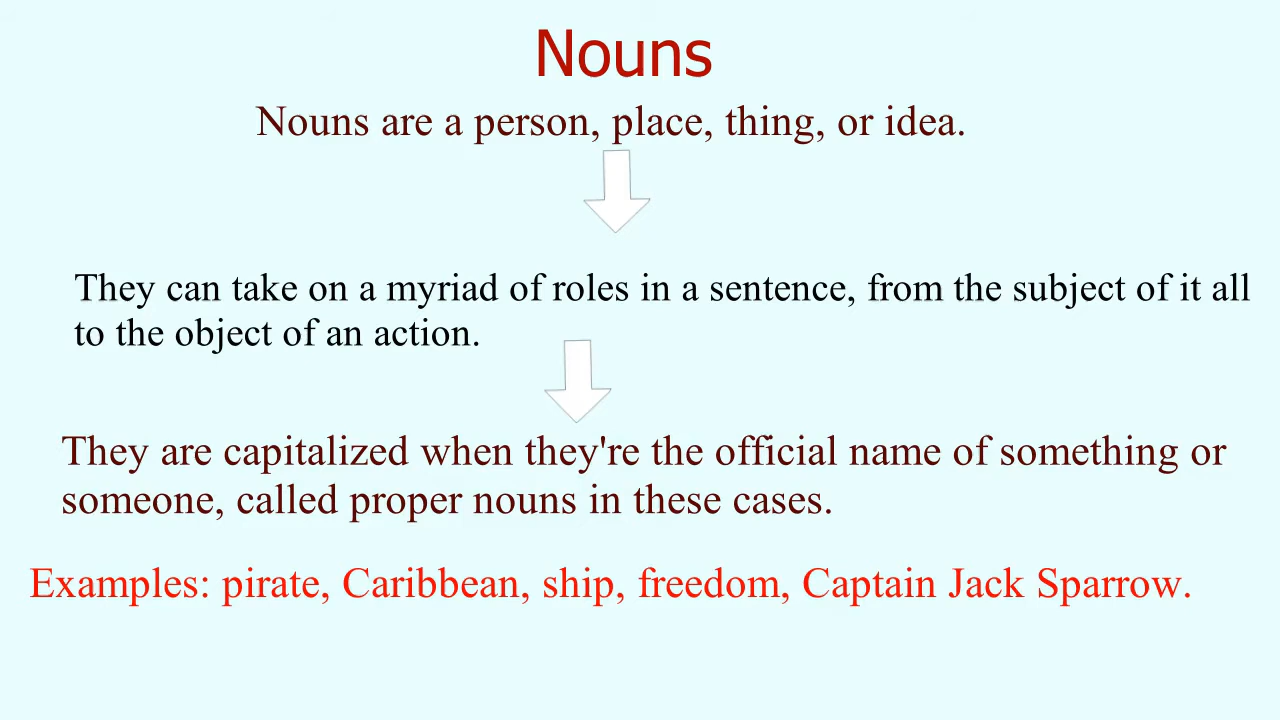 Nouns
Nouns are a person, place, thing, or idea.
They can take on a myriad of roles in a sentence, from the subject of it all
to the object of an action.
They are capitalized when they're the official name of something or
someone, called proper nouns in these cases.
Examples: pirate, Caribbean, ship, freedom, Captain Jack Sparrow.